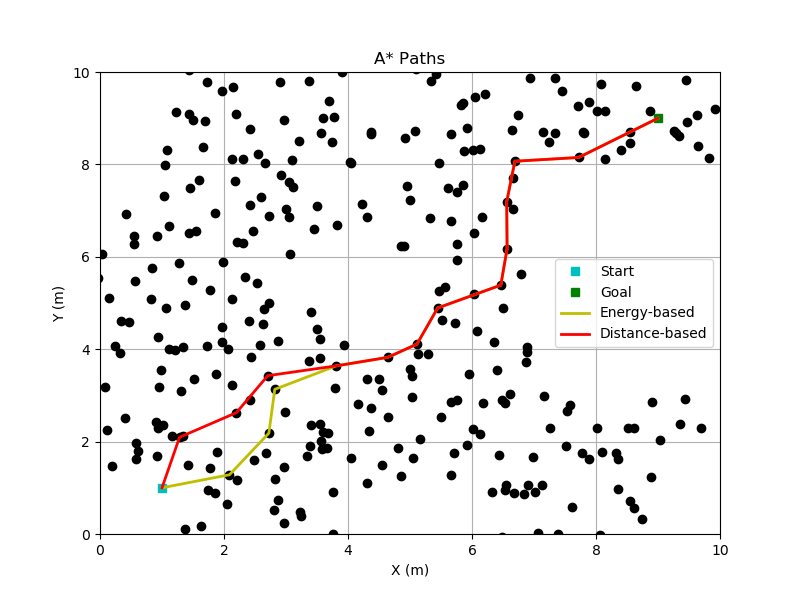 A* Paths
10
8
6
4
2
0
Y (m)
Start
Goal
Energy-based
Distance-based
0 2 4 6 8 10
X (m)